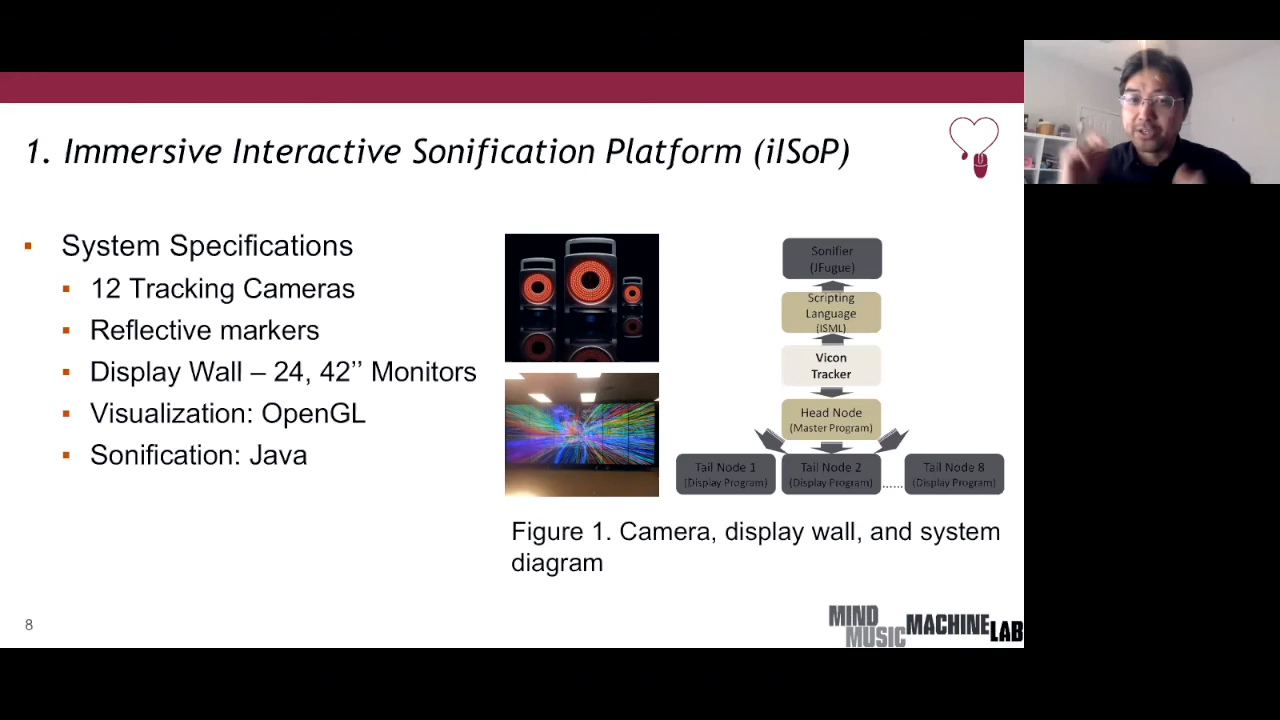 1. Immersive Interactive Sonification Platform (iISoP)
▪ System Specifications
▪ 12 Tracking Cameras
▪ Reflective markers
▪ Display Wall – 24, 42’’ Monitors
▪ Visualization: OpenGL
▪ Sonification: Java
Sonifier
(JFugue)
Scripting
Language
(ISML)
Vicon
Tracker
Head Node
(Master Program)
Tail Node 1
(Display Program)
Tail Node 2
(Display Program)
......
Tail Node 8
(Display Program)
Figure 1. Camera, display wall, and system
diagram
8
MIND
MUSIC
MACHINE
LAB